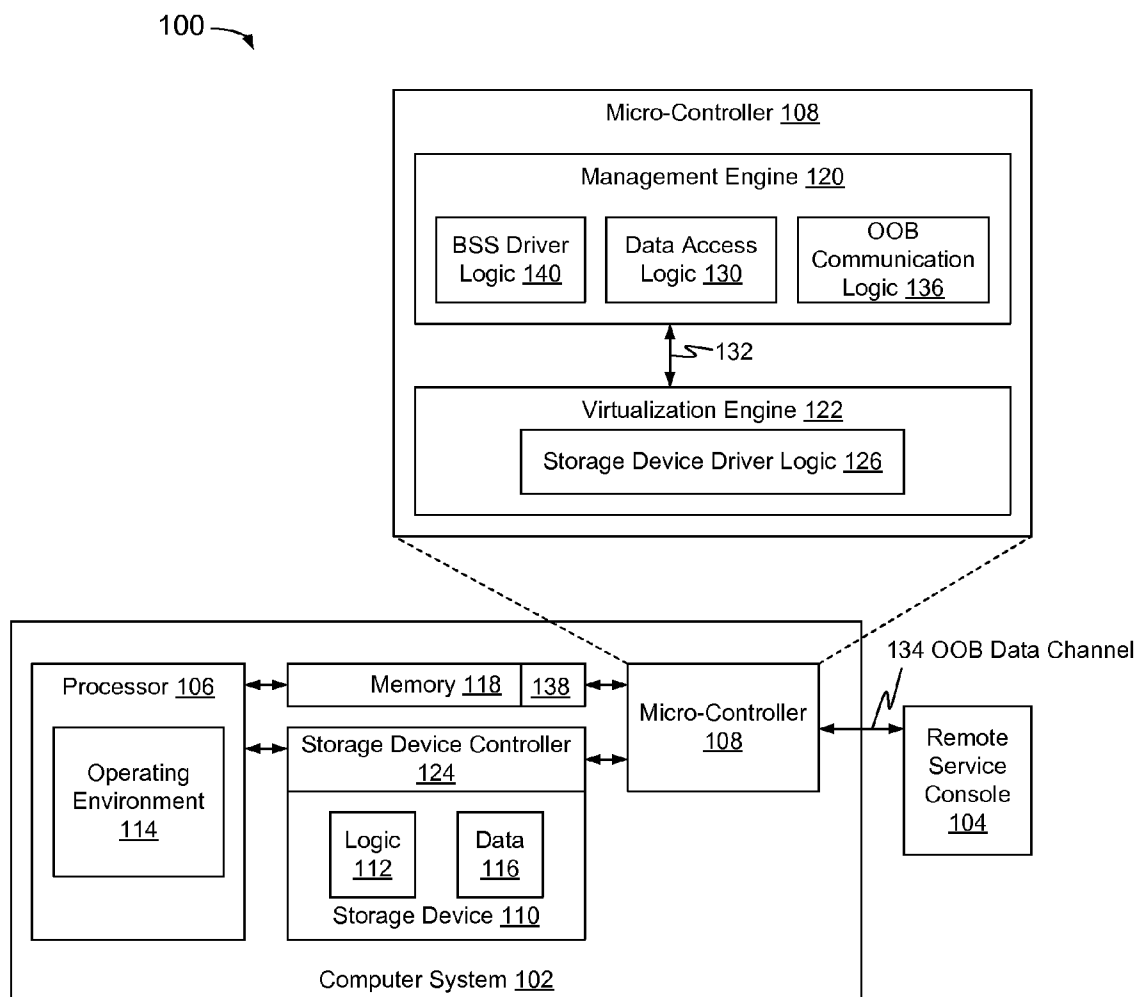 100
Micro-Controller 108
Management Engine 120
BSS Driver
Logic 140
Data Access
Logic 130
OOB
Communication
Logic 136
132
Virtualization Engine 122
Storage Device Driver Logic 126
134 OOB Data Channel
Processor 106
Operating
Environment
114
Memory 118
138
Storage Device Controller
124
Logic
112
Data
116
Storage Device 110
Micro-Controller
108
Remote
Service
Console
104
Computer System 102